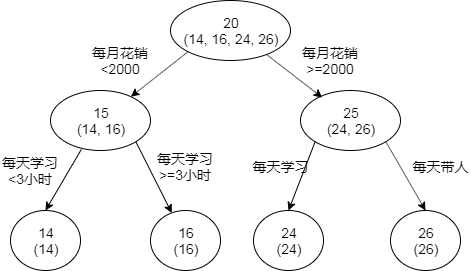 20
(14, 16, 24, 26)
每月花销
<2000
每月花销
>=2000
15
(14, 16)
25
(24, 26)
每天学习
<3小时
每天学习
>=3小时
每天学习
每天带人
14
(14)
16
(16)
24
(24)
26
(26)